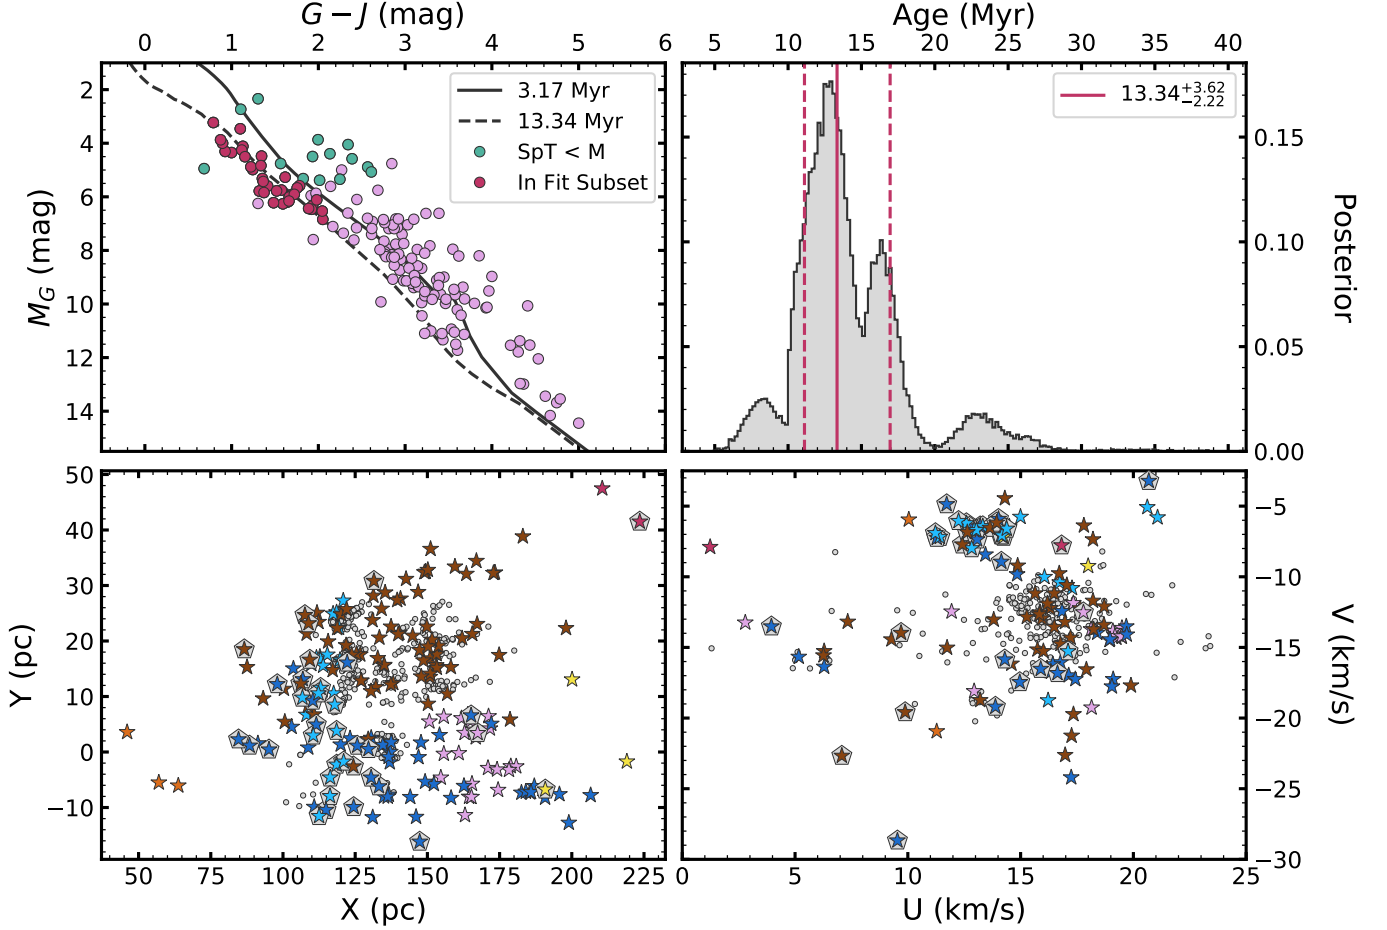 G − J (mag)
Age (Myr)
0 1 2 3 4 5 6
5 10 15 20 25 30 35 40
3.17 Myr
13.34 Myr
SpT < M
In Fit Subset
13.34 +3.62 −2.22
2
4
6
8
10
12
14
M_G (mag)
0.15
0.10
0.05
0.00
Posterior
50
40
30
20
10
0
−10
Y (pc)
−5
−10
−15
−20
−25
−30
V (km/s)
50 75 100 125 150 175 200 225
0 5 10 15 20 25
X (pc)
U (km/s)